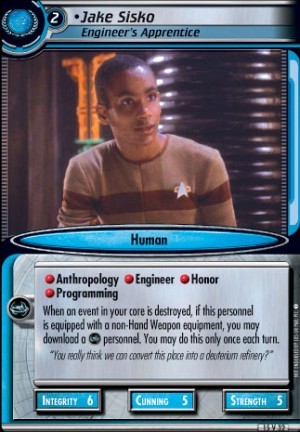 2
•Jake Sisko
Engineer's Apprentice
Human
•Anthropology •Engineer •Honor
•Programming
When an event in your core is destroyed, if this personnel
is equipped with a non-Hand Weapon equipment, you may
download a personnel. You may do this only once each turn.
"You really think we can convert this place into a deuterium refinery?"
INTEGRITY 6 CUNNING 5 STRENGTH 5